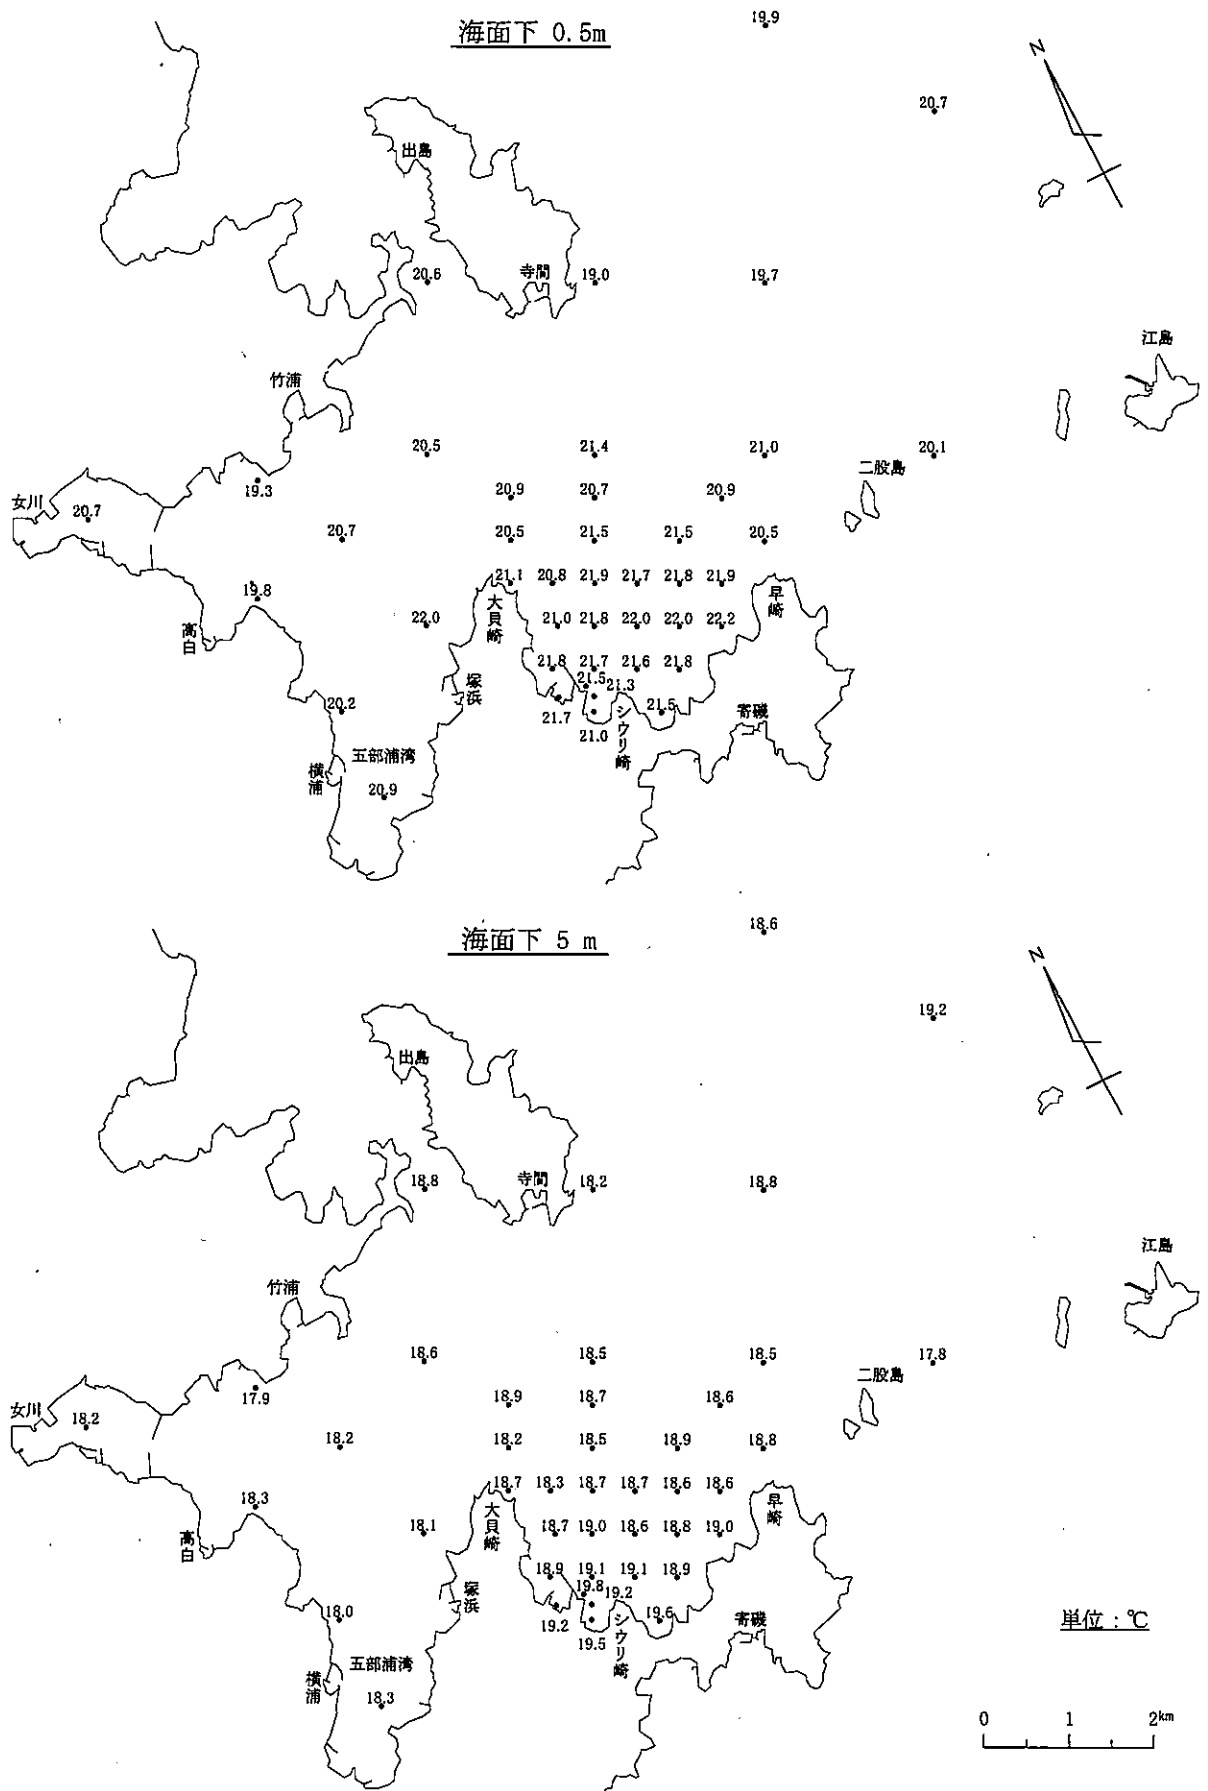 海面下 0.5m
19.9
N
20.7
出島
20.6
寺間
19.0
19.7
江島
竹浦
20.5
21.4
21.0
20.1
二股島
19.3
20.9
20.7
20.9
女川
20.7
20.7
20.5
21.5
21.5
20.5
21.1
20.8
21.9
21.7
21.8
21.9
早崎
19.8
大貝崎
高白
22.0
21.0
21.8
22.0
22.0
22.2
21.8
21.7
21.6
21.8
塚浜
21.5
21.3
20.2
21.7
21.0
シウリ崎
21.5
寄磯
五部浦湾
横浦
20.9
海面下 5 m
18.6
N
19.2
出島
18.8
寺間
18.2
18.8
江島
竹浦
18.6
18.5
18.5
17.8
二股島
17.9
18.9
18.7
18.6
女川
18.2
18.2
18.2
18.5
18.9
18.8
18.7
18.3
18.7
18.7
18.6
18.6
早崎
18.3
大貝崎
高白
18.1
18.7
19.0
18.6
18.8
19.0
18.9
19.1
19.1
18.9
塚浜
19.8
19.2
18.0
19.2
19.5
シウリ崎
19.6
寄磯
単位：℃
五部浦湾
横浦
18.3
0 1 2km